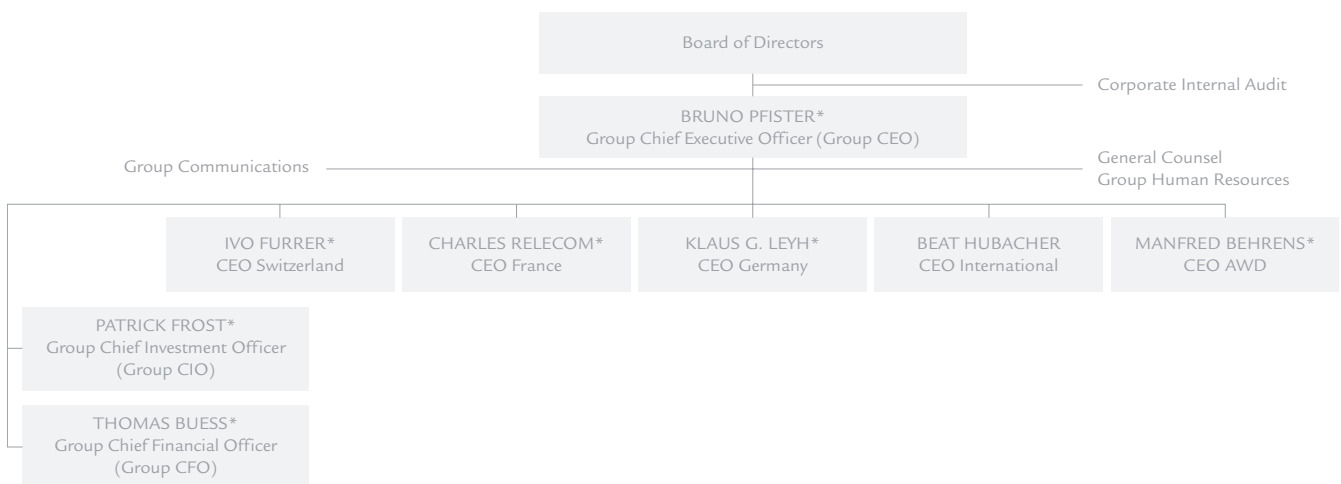 Board of Directors
Corporate Internal Audit
BRUNO PFISTER*
Group Chief Executive Officer (Group CEO)
Group Communications
General Counsel
Group Human Resources
IVO FURRER*
CEO Switzerland
CHARLES RELECOM*
CEO France
KLAUS G. LEYH*
CEO Germany
BEAT HUBACHER
CEO International
MANFRED BEHRENS*
CEO AWD
PATRICK FROST*
Group Chief Investment Officer
(Group CIO)
THOMAS BUESS*
Group Chief Financial Officer
(Group CFO)